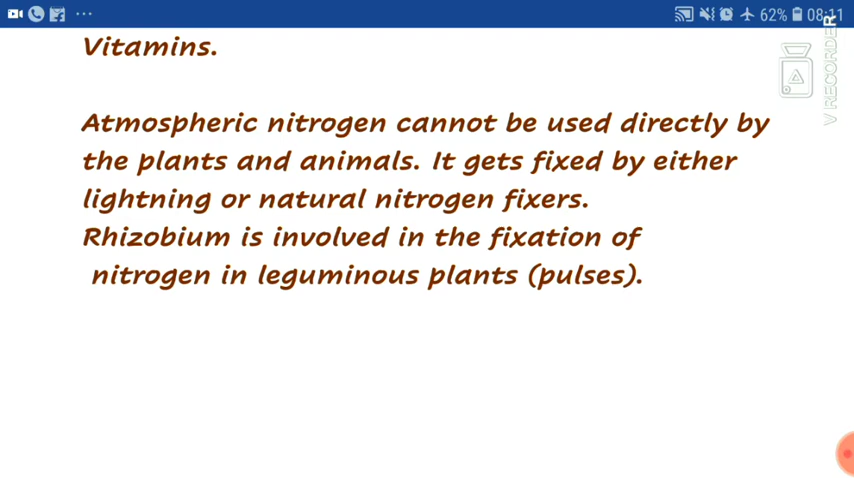 62% 08:11
Vitamins.
Atmospheric nitrogen cannot be used directly by
the plants and animals. It gets fixed by either
lightning or natural nitrogen fixers.
Rhizobium is involved in the fixation of
nitrogen in leguminous plants (pulses).
V RECORDER